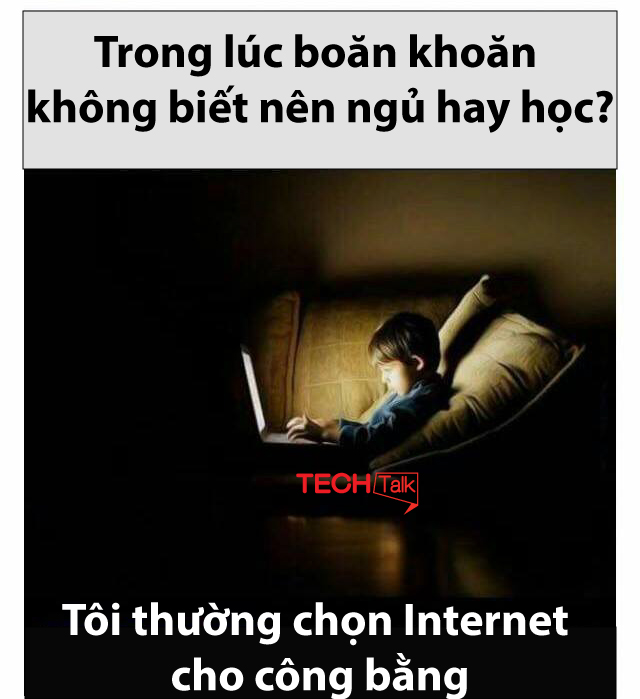 Trong lúc boăn khoăn
không biết nên ngủ hay học?
TECH Talk
Tôi thường chọn Internet
cho công bằng